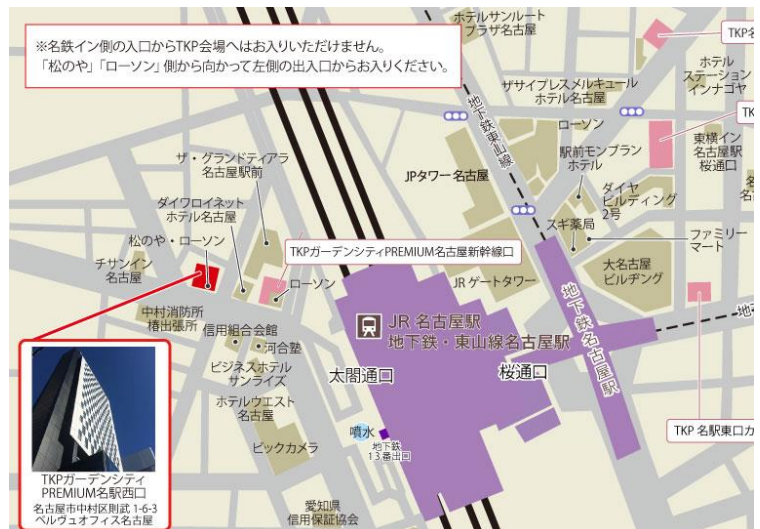 ※名鉄イン側の入口からTKP会場へはお入りいただけません。
「松のや」「ローソン」側から向かって左側の出入口からお入りください。
ホテルサンルート
プラザ名古屋
TKP名
ホテル
ステーション
インナゴヤ
ザサイプレスメルキュール
ホテル名古屋
地下鉄東山線
ローソン
TK
東横イン
名古屋駅
桜通口
駅前モンブラン
ホテル
JPタワー名古屋
ダイヤ
ビルディング
2号
スギ薬局
ファミリー
マート
ザ・グランドティアラ
名古屋駅前
ダイワロイネット
ホテル名古屋
松のや・ローソン
チサンイン
名古屋
TKPガーデンシティPREMIUM名古屋新幹線口
ローソン
JRゲートタワー
大名古屋
ビルヂング
中村消防所
椿出張所
信用組合会館
河合塾
JR 名古屋駅
地下鉄・東山線名古屋駅
地下鉄名古屋駅
地下
ビジネスホテル
サンライズ
太閤通口
桜通口
ホテルウエスト
名古屋
噴水
地下鉄
13番出口
ビックカメラ
TKP 名駅東口カ
愛知県
信用保証協会
TKPガーデンシティ
PREMIUM名駅西口
名古屋市中村区則武 1-6-3
ベルヴュオフィス名古屋